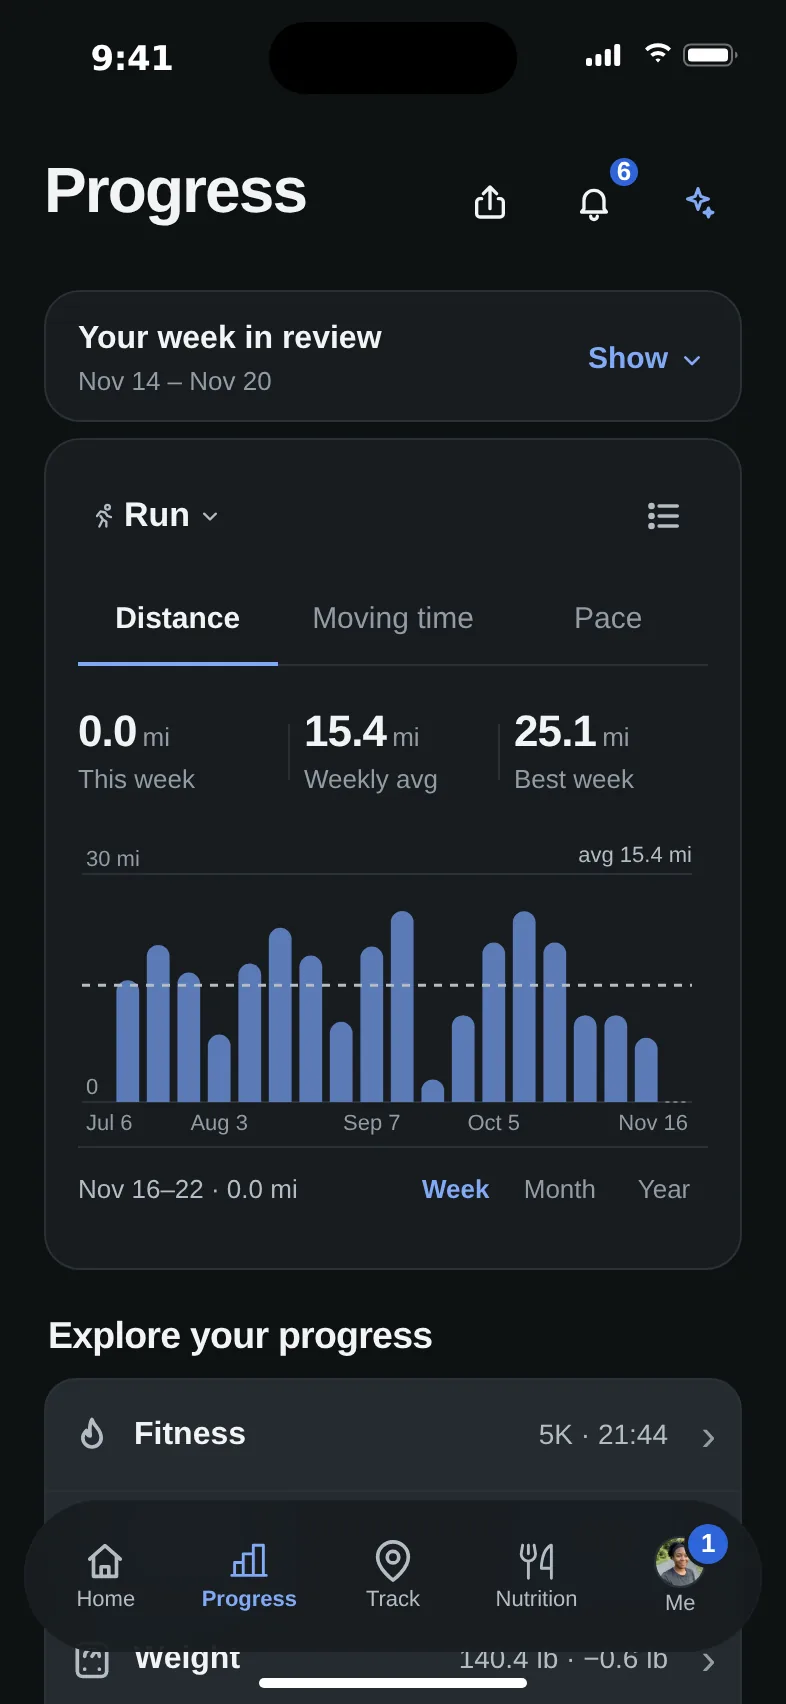 9:41
Progress
6
Your week in review
Nov 14 – Nov 20
Show
Run
Distance Moving time Pace
0.0 mi 15.4 mi 25.1 mi
This week Weekly avg Best week
30 mi avg 15.4 mi
0
Jul 6 Aug 3 Sep 7 Oct 5 Nov 16
Nov 16–22 · 0.0 mi Week Month Year
Explore your progress
Fitness 5K · 21:44
1
Home Progress Track Nutrition Me
Weight 140.4 lb · −0.6 lb